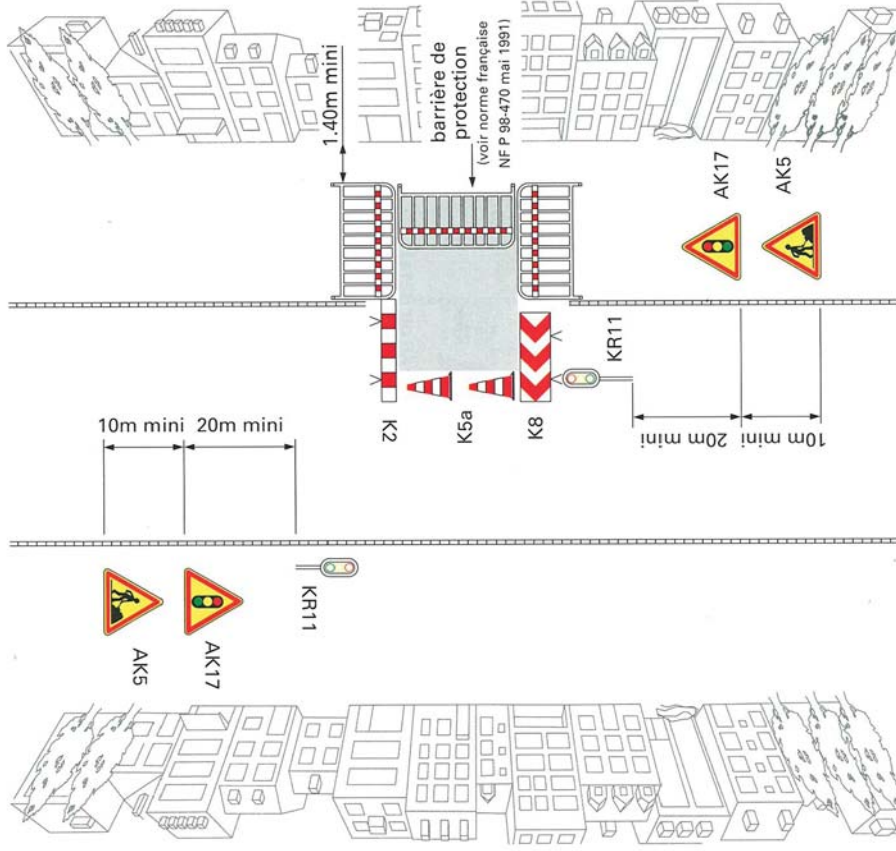 1.40m mini
barrière de
protection
(voir norme française
NF P 98-470 mai 1991)
AK17
AK5
KR11
K2
K5a
K8
20m mini
10m mini
10m mini
20m mini
KR11
AK5
AK17